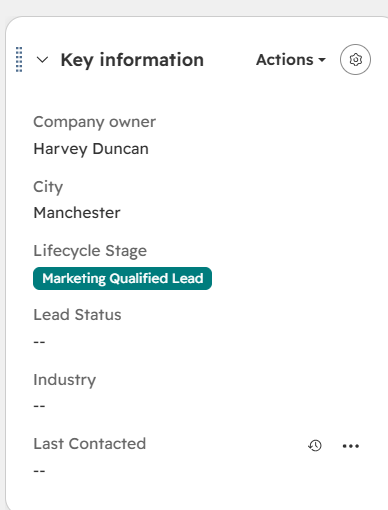 Key information
Actions
Company owner
Harvey Duncan
City
Manchester
Lifecycle Stage
Marketing Qualified Lead
Lead Status
--
Industry
--
Last Contacted
--